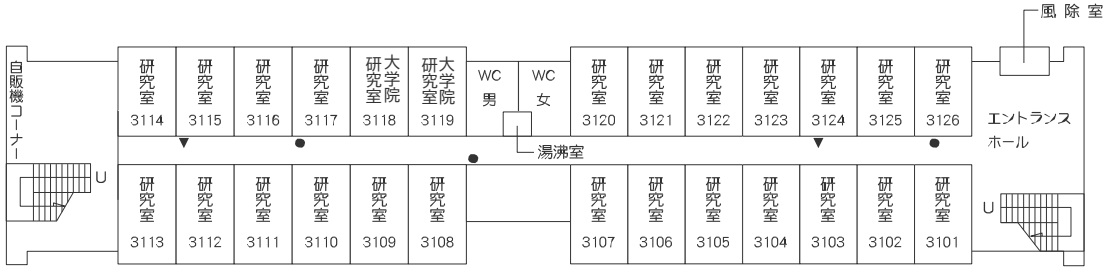 風除室
自販機コーナー
研究室
3114
研究室
3115
研究室
3116
研究室
3117
大学院
研究室
3118
大学院
研究室
3119
WC
男
WC
女
研究室
3120
研究室
3121
研究室
3122
研究室
3123
研究室
3124
研究室
3125
研究室
3126
エントランス
ホール
湯沸室
U
研究室
3113
研究室
3112
研究室
3111
研究室
3110
研究室
3109
研究室
3108
研究室
3107
研究室
3106
研究室
3105
研究室
3104
研究室
3103
研究室
3102
研究室
3101
U